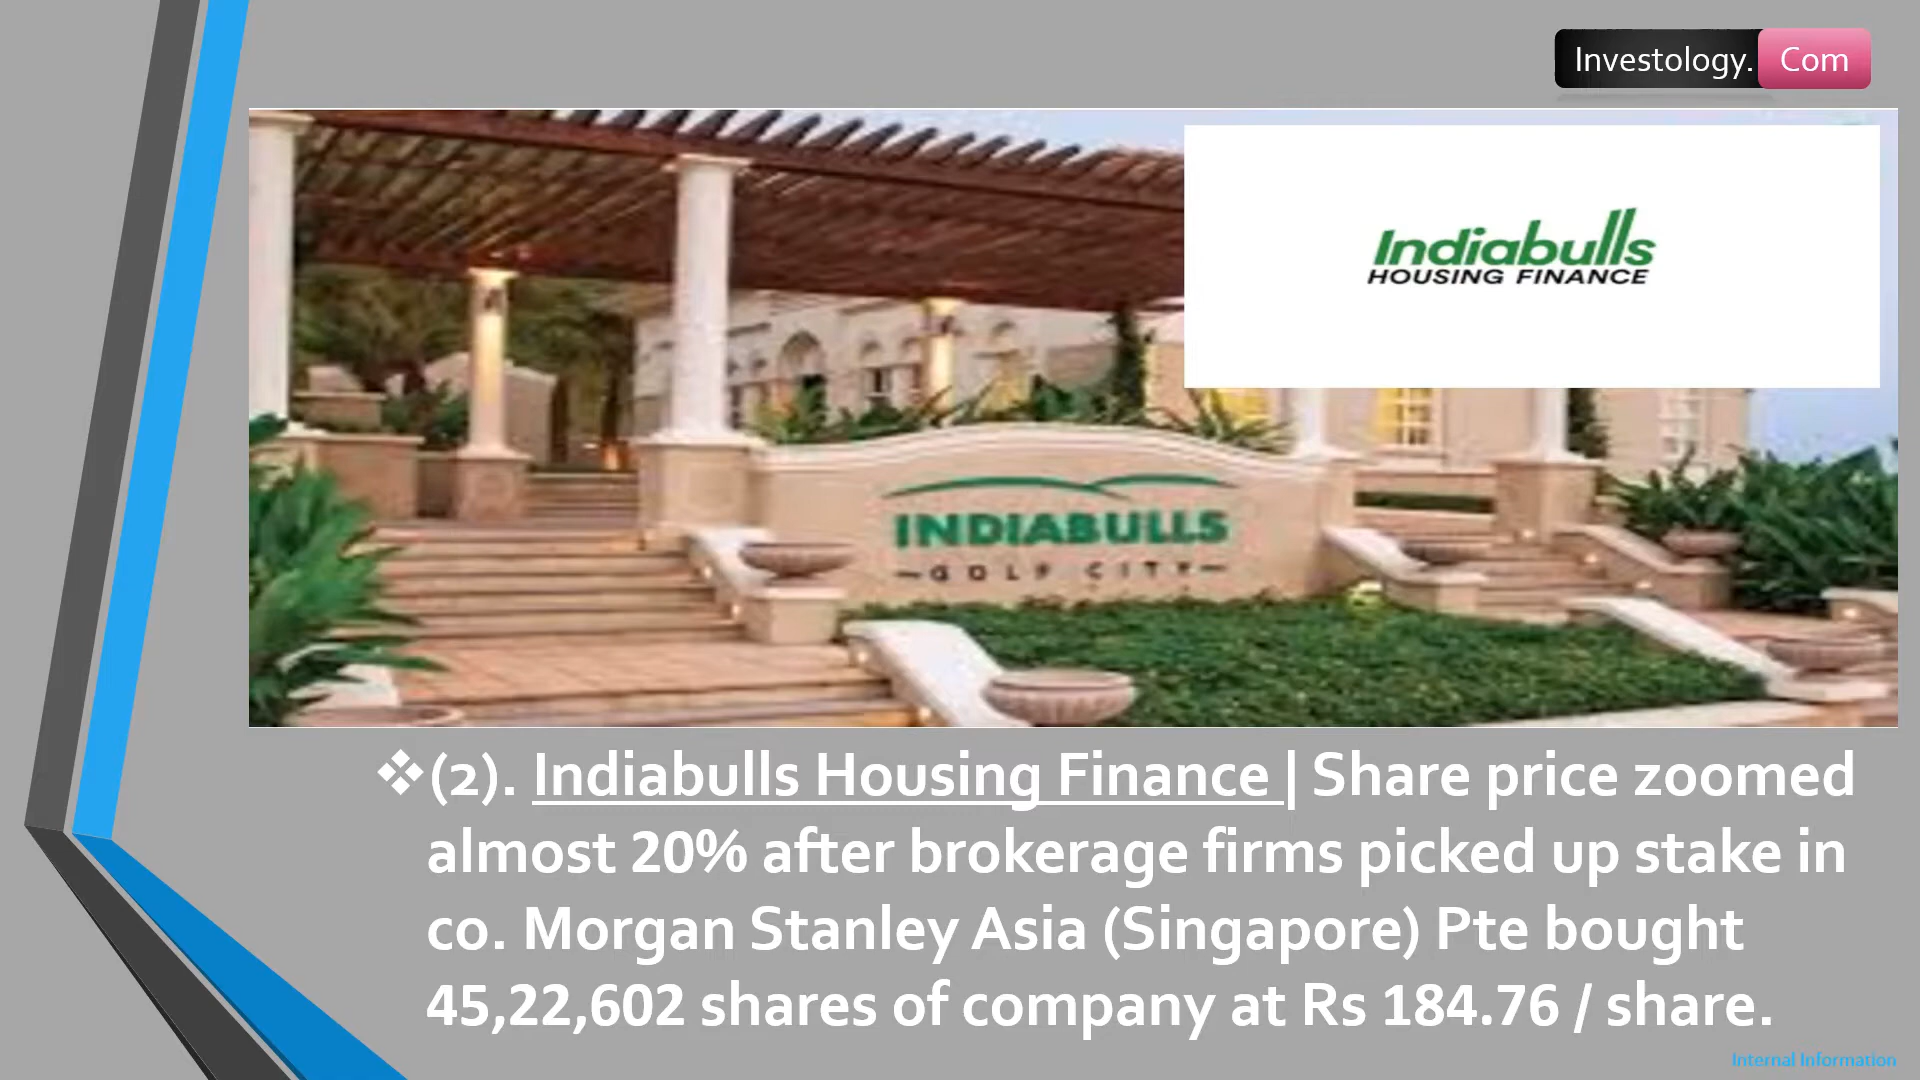 Investology. Com
Indiabulls
HOUSING FINANCE
INDIABULLS
GOLF CITY
(2). Indiabulls Housing Finance | Share price zoomed
almost 20% after brokerage firms picked up stake in
co. Morgan Stanley Asia (Singapore) Pte bought
45,22,602 shares of company at Rs 184.76 / share.
Internal Information